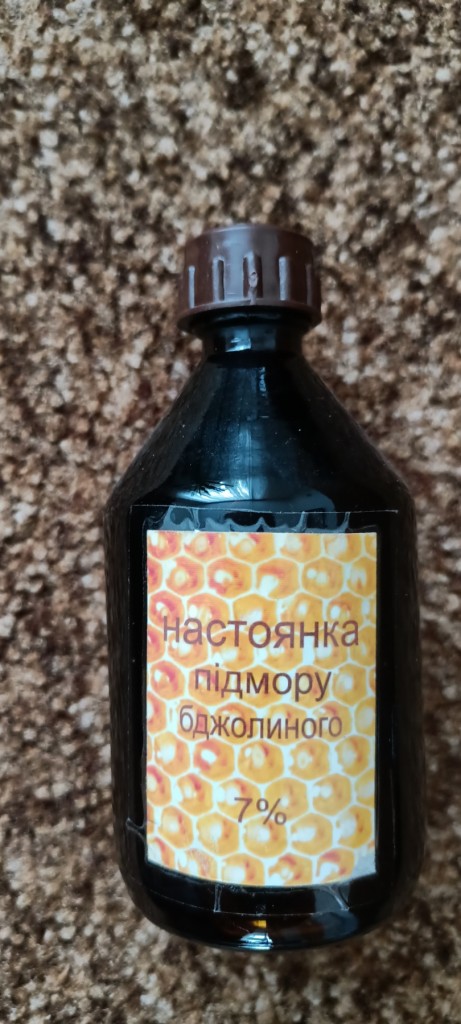 настоянка
підмору
бджолиного
7%